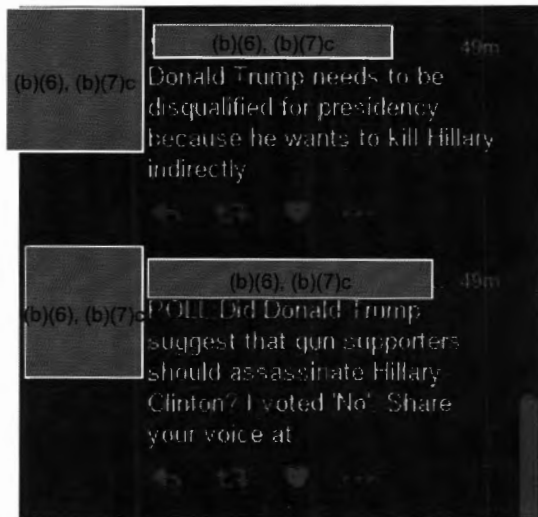 (b)(6), (b)(7)c
(b)(6), (b)(7)c 49m
Donald Trump needs to be
disqualified for presidency
because he wants to kill Hillary
indirectly
(b)(6), (b)(7)c
(b)(6), (b)(7)c 49m
POLL: Did Donald Trump
suggest that gun supporters
should assassinate Hillary
Clinton? I voted 'No'. Share
your voice at